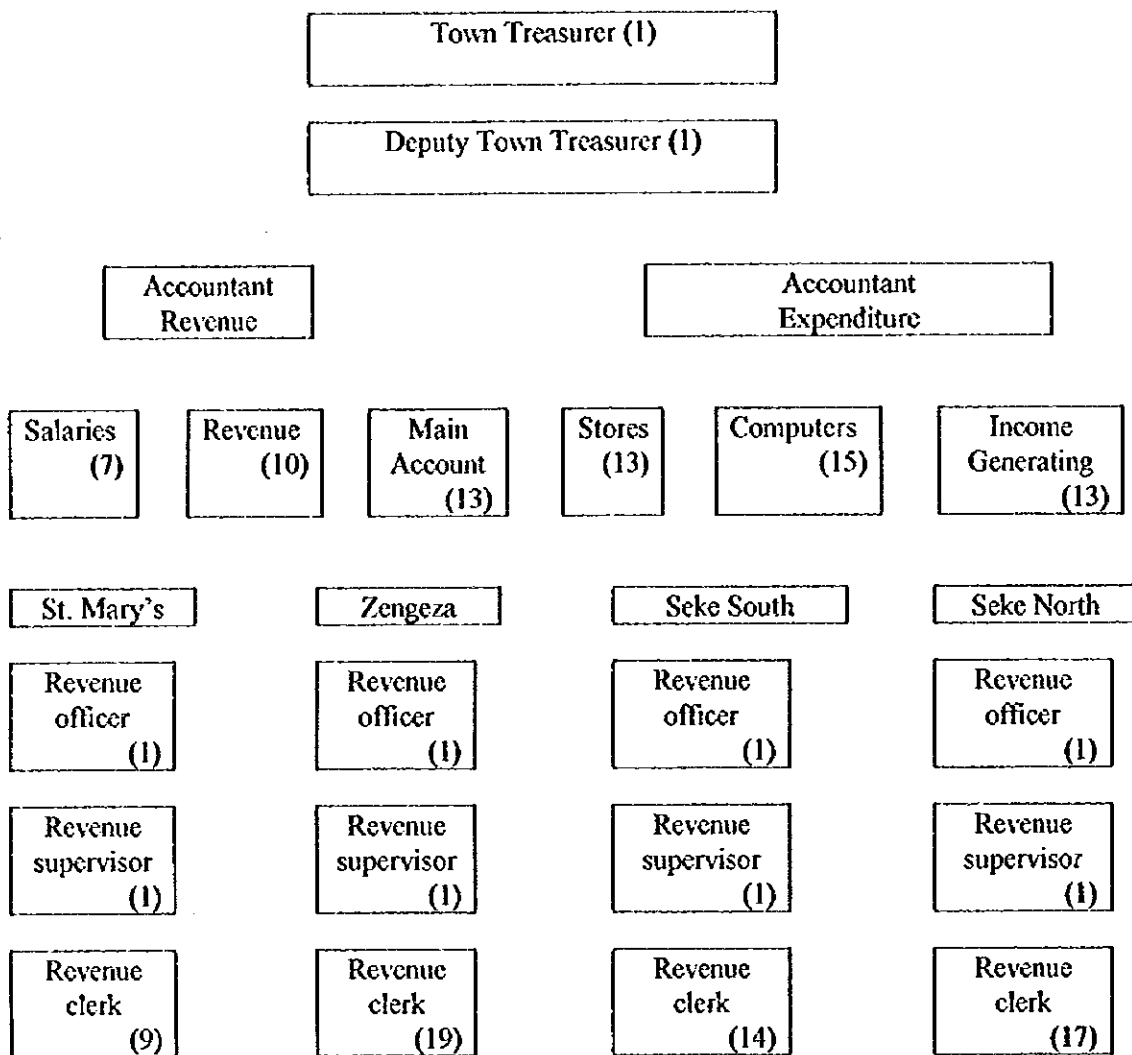 Town Treasurer (1)
Deputy Town Treasurer (1)
Accountant
Revenue
Accountant
Expenditure
Salaries
(7)
Revenue
(10)
Main
Account
(13)
Stores
(13)
Computers
(15)
Income
Generating
(13)
St. Mary's
Zengeza
Seke South
Seke North
Revenue
officer
(1)
Revenue
officer
(1)
Revenue
officer
(1)
Revenue
officer
(1)
Revenue
supervisor
(1)
Revenue
supervisor
(1)
Revenue
supervisor
(1)
Revenue
supervisor
(1)
Revenue
clerk
(9)
Revenue
clerk
(19)
Revenue
clerk
(14)
Revenue
clerk
(17)